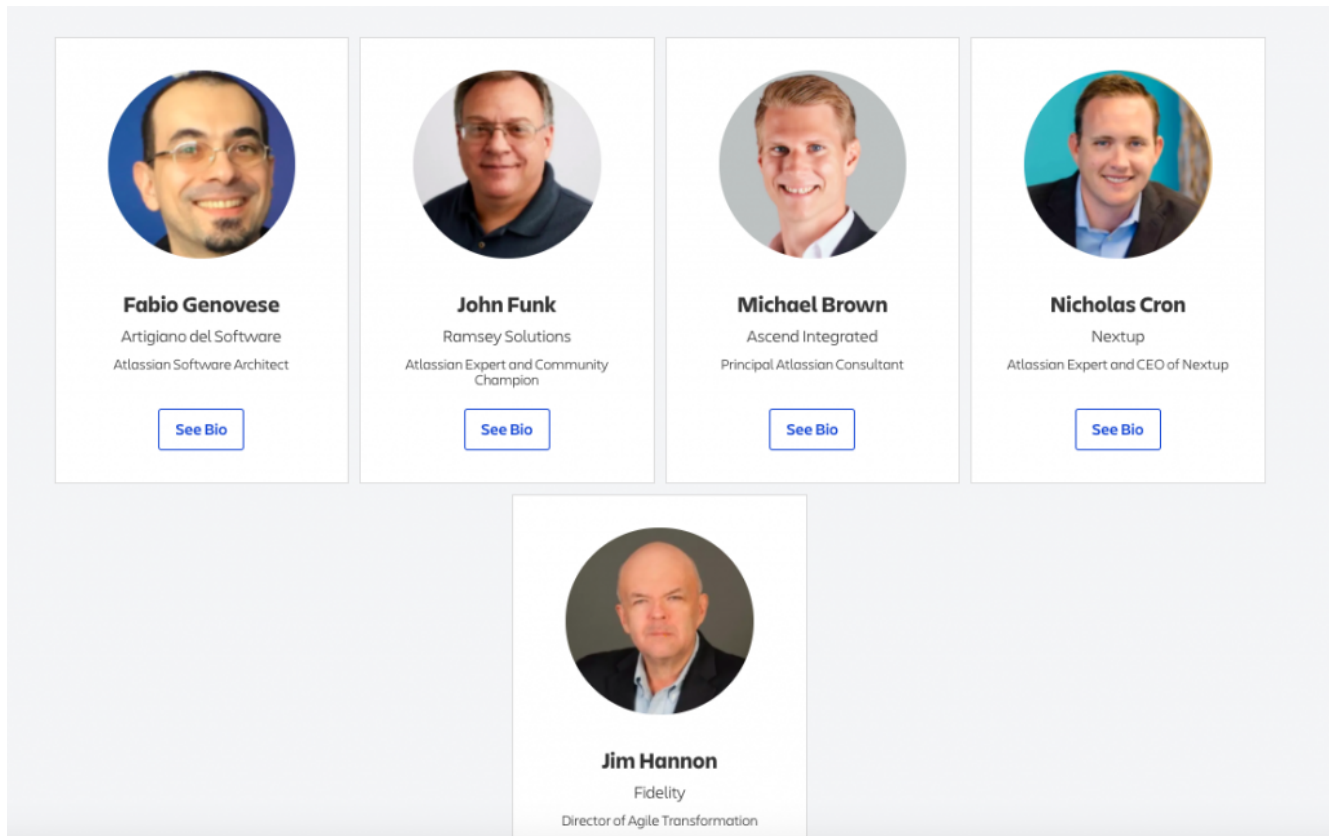 Fabio Genovese
Artigiano del Software
Atlassian Software Architect
See Bio
John Funk
Ramsey Solutions
Atlassian Expert and Community
Champion
See Bio
Michael Brown
Ascend Integrated
Principal Atlassian Consultant
See Bio
Nicholas Cron
Nextup
Atlassian Expert and CEO of Nextup
See Bio
Jim Hannon
Fidelity
Director of Agile Transformation